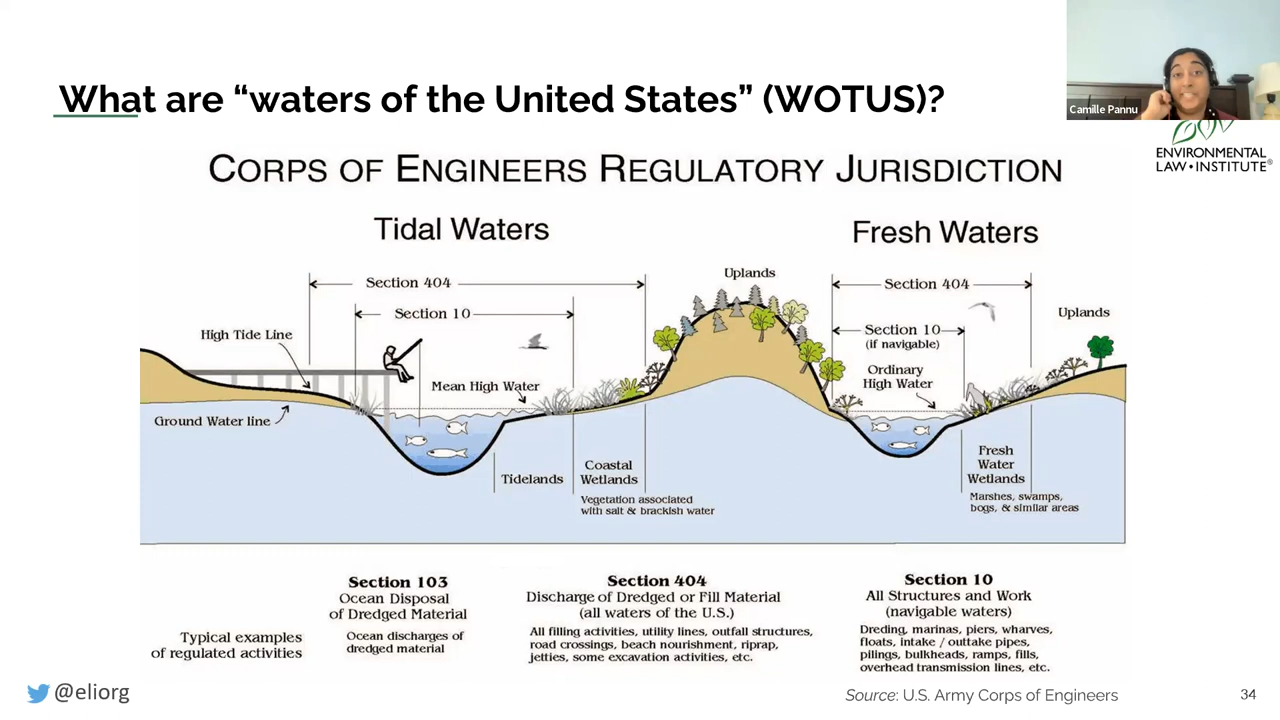 What are “waters of the United States” (WOTUS)?
Camille Pannu
ENVIRONMENTAL
LAW•INSTITUTE®
CORPS OF ENGINEERS REGULATORY JURISDICTION
Tidal Waters
Fresh Waters
Section 404
Section 10
High Tide Line
Mean High Water
Ground Water line
Tidelands
Coastal
Wetlands
Vegetation associated
with salt & brackish water
Uplands
Section 404
Section 10
(if navigable)
Ordinary
High Water
Uplands
Fresh
Water
Wetlands
Marshes, swamps,
bogs, & similar areas
Typical examples
of regulated activities
Section 103
Ocean Disposal
of Dredged Material
Ocean discharges of
dredged material
Section 404
Discharge of Dredged or Fill Material
(all waters of the U.S.)
All filling activities, utility lines, outfall structures,
road crossings, beach nourishment, riprap,
jetties, some excavation activities, etc.
Section 10
All Structures and Work
(navigable waters)
Dreding, marinas, piers, wharves,
floats, intake / outtake pipes,
pilings, bulkheads, ramps, fills,
overhead transmission lines, etc.
@eliorg
Source: U.S. Army Corps of Engineers
34